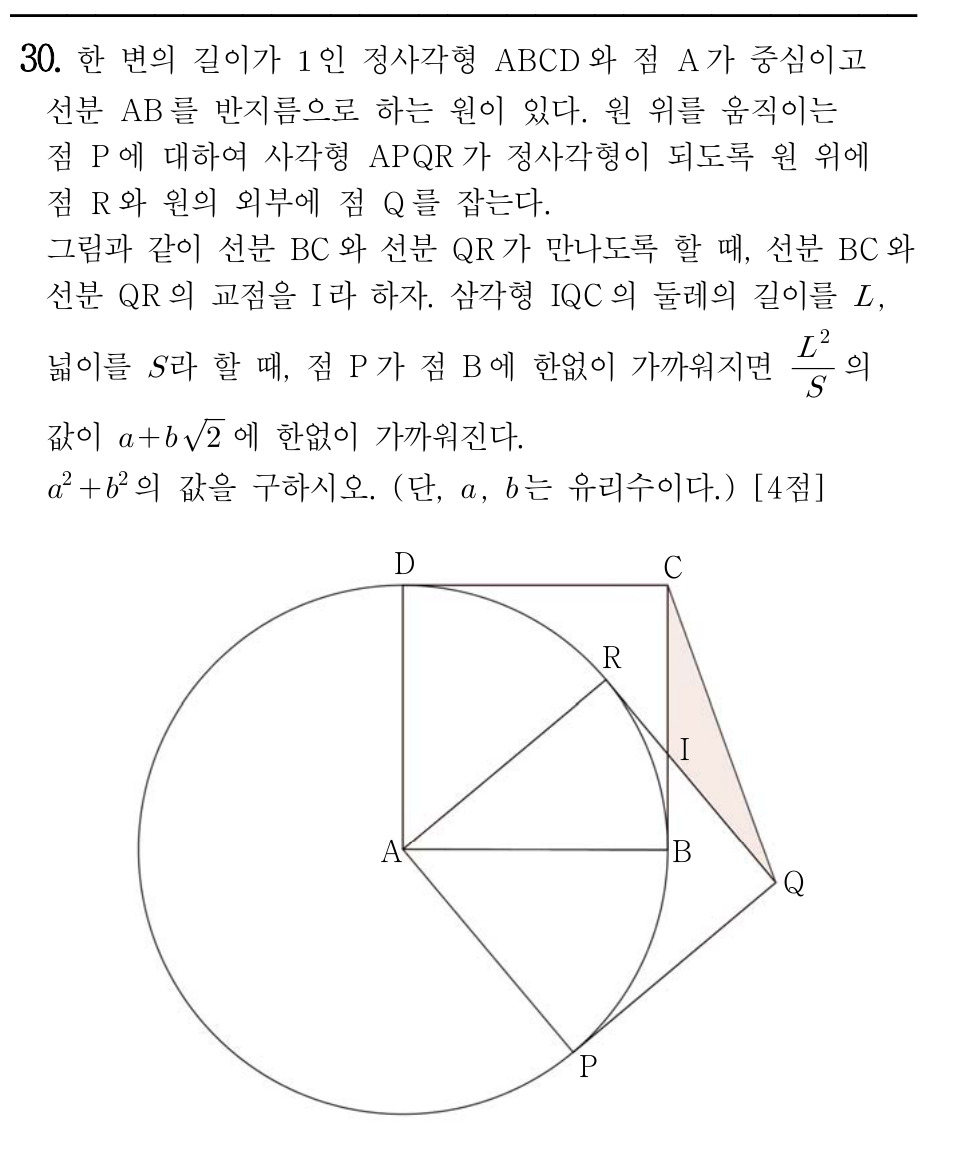 30. 한 변의 길이가 1인 정사각형 ABCD와 점 A가 중심이고
선분 AB를 반지름으로 하는 원이 있다. 원 위를 움직이는
점 P에 대하여 사각형 APQR가 정사각형이 되도록 원 위에
점 R와 원의 외부에 점 Q를 잡는다.
그림과 같이 선분 BC와 선분 QR가 만나도록 할 때, 선분 BC와
선분 QR의 교점을 I라 하자. 삼각형 IQC의 둘레의 길이를 L,
넓이를 S라 할 때, 점 P가 점 B에 한없이 가까워지면 L²/S의
값이 a+b√2에 한없이 가까워진다.
a²+b²의 값을 구하시오. (단, a, b는 유리수이다.) [4점]
D
C
R
I
A
B
Q
P